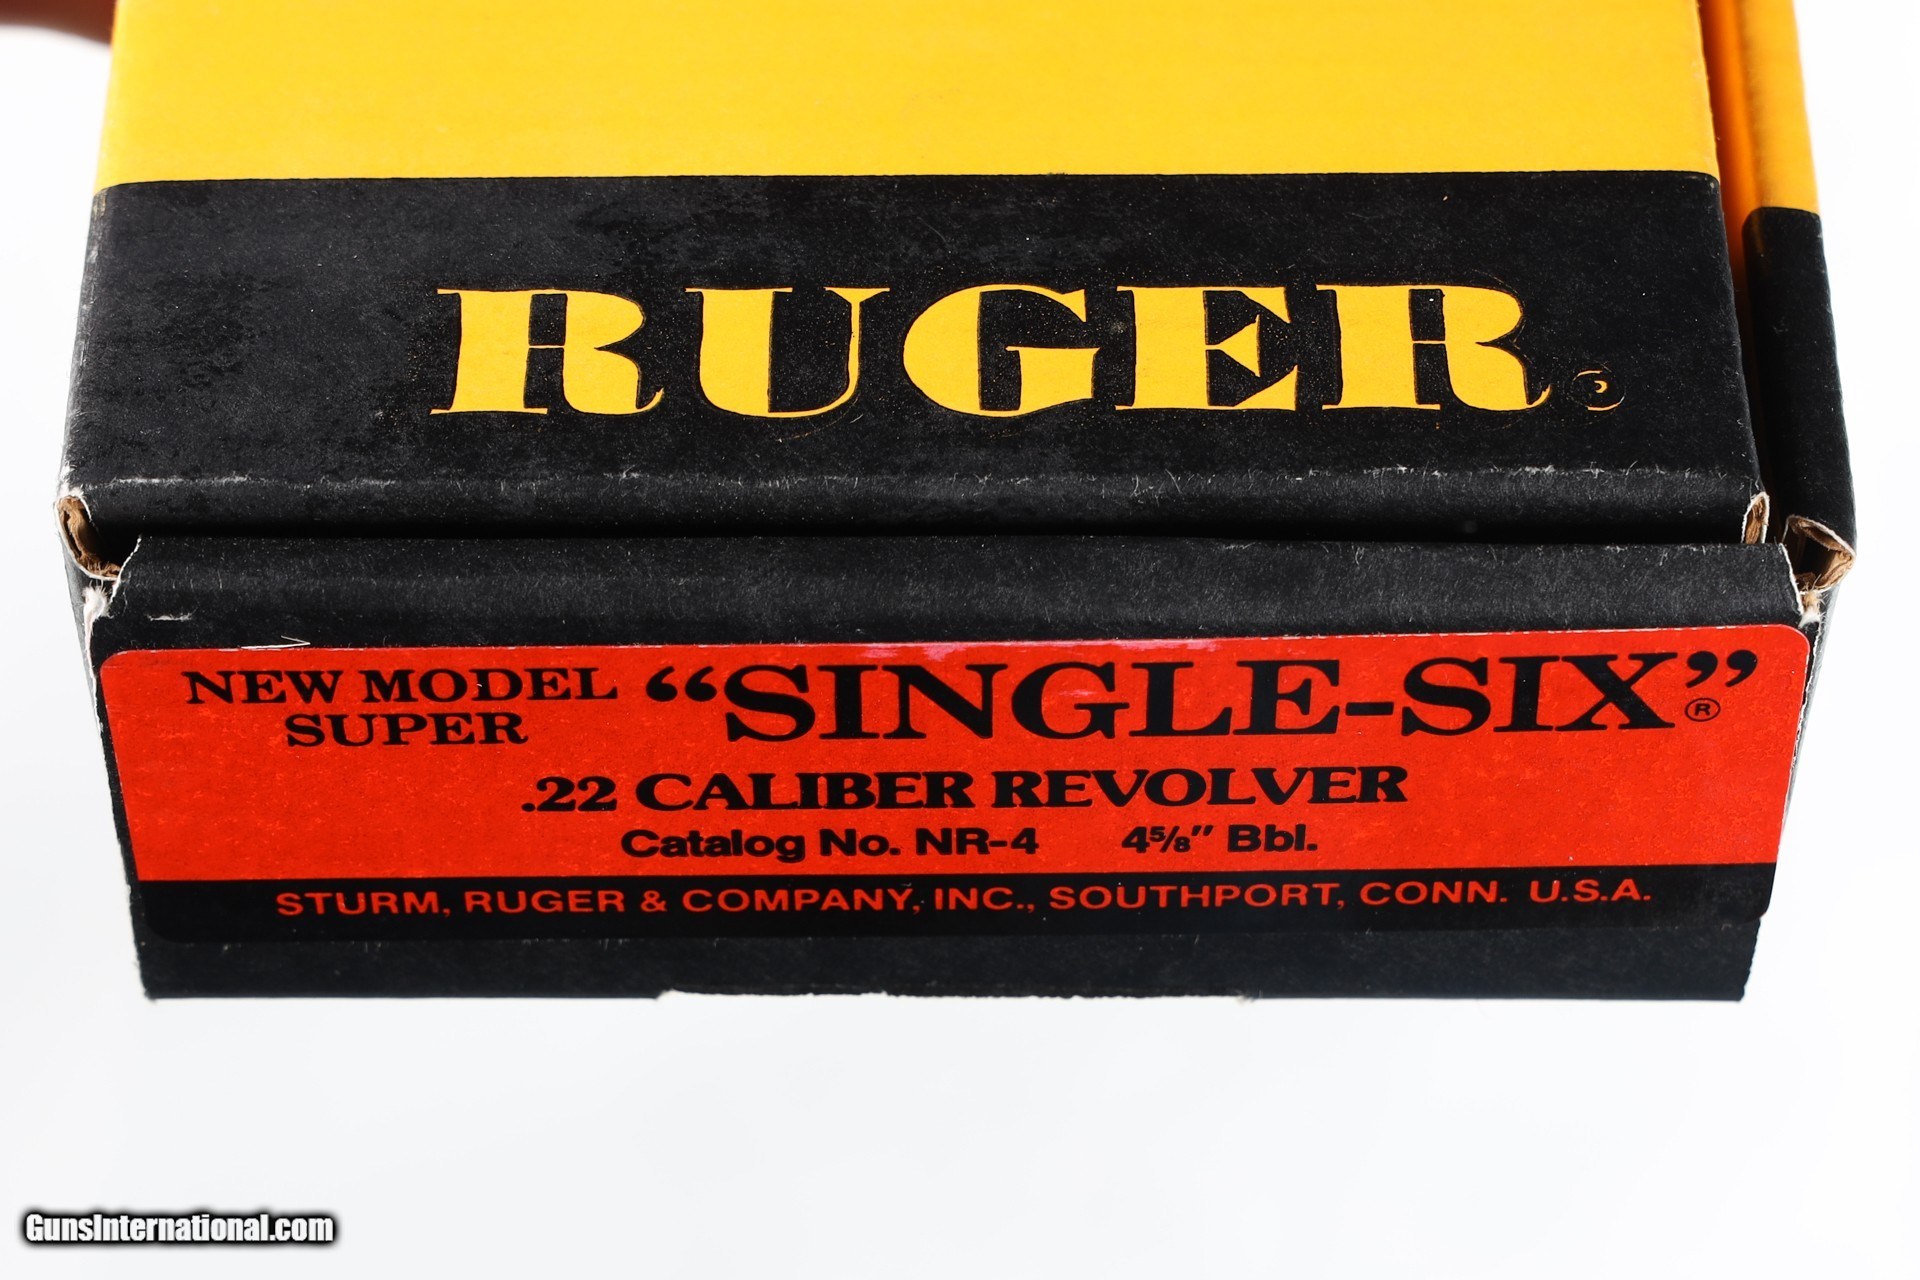 RUGER®
NEW MODEL SUPER “SINGLE-SIX”®
.22 CALIBER REVOLVER
Catalog No. NR-4 4⅝" Bbl.
STURM, RUGER & COMPANY, INC., SOUTHPORT, CONN. U.S.A.
GunsInternational.com